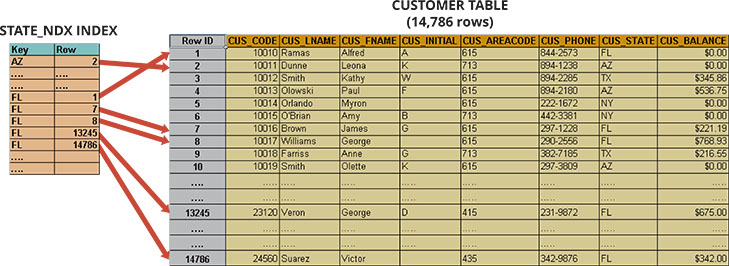 CUSTOMER TABLE
(14,786 rows)
STATE_NDX INDEX
Key Row
AZ 2
.... ....
.... ....
FL 1
FL 7
FL 8
FL 13245
FL 14786
....
....
Row ID CUS_CODE CUS_LNAME CUS_FNAME CUS_INITIAL CUS_AREACODE CUS_PHONE CUS_STATE CUS_BALANCE
1 10010 Ramas Alfred A 615 844-2573 FL $0.00
2 10011 Dunne Leona K 713 894-1238 AZ $0.00
3 10012 Smith Kathy W 615 894-2285 TX $345.86
4 10013 Olowski Paul F 615 894-2180 AZ $536.75
5 10014 Orlando Myron 615 222-1672 NY $0.00
6 10015 O'Brian Amy B 713 442-3381 NY $0.00
7 10016 Brown James G 615 297-1228 FL $221.19
8 10017 Williams George 615 290-2556 FL $768.93
9 10018 Farriss Anne G 713 382-7185 TX $216.55
10 10019 Smith Olette K 615 297-3809 AZ $0.00
.... ..... ..... ..... ..... ..... ..... ..... .....
.... ..... ..... ..... ..... ..... ..... ..... .....
13245 23120 Veron George D 415 231-9872 FL $675.00
.... ..... ..... ..... ..... ..... ..... ..... .....
.... ..... ..... ..... ..... ..... ..... ..... .....
14786 24560 Suarez Victor 435 342-9876 FL $342.00